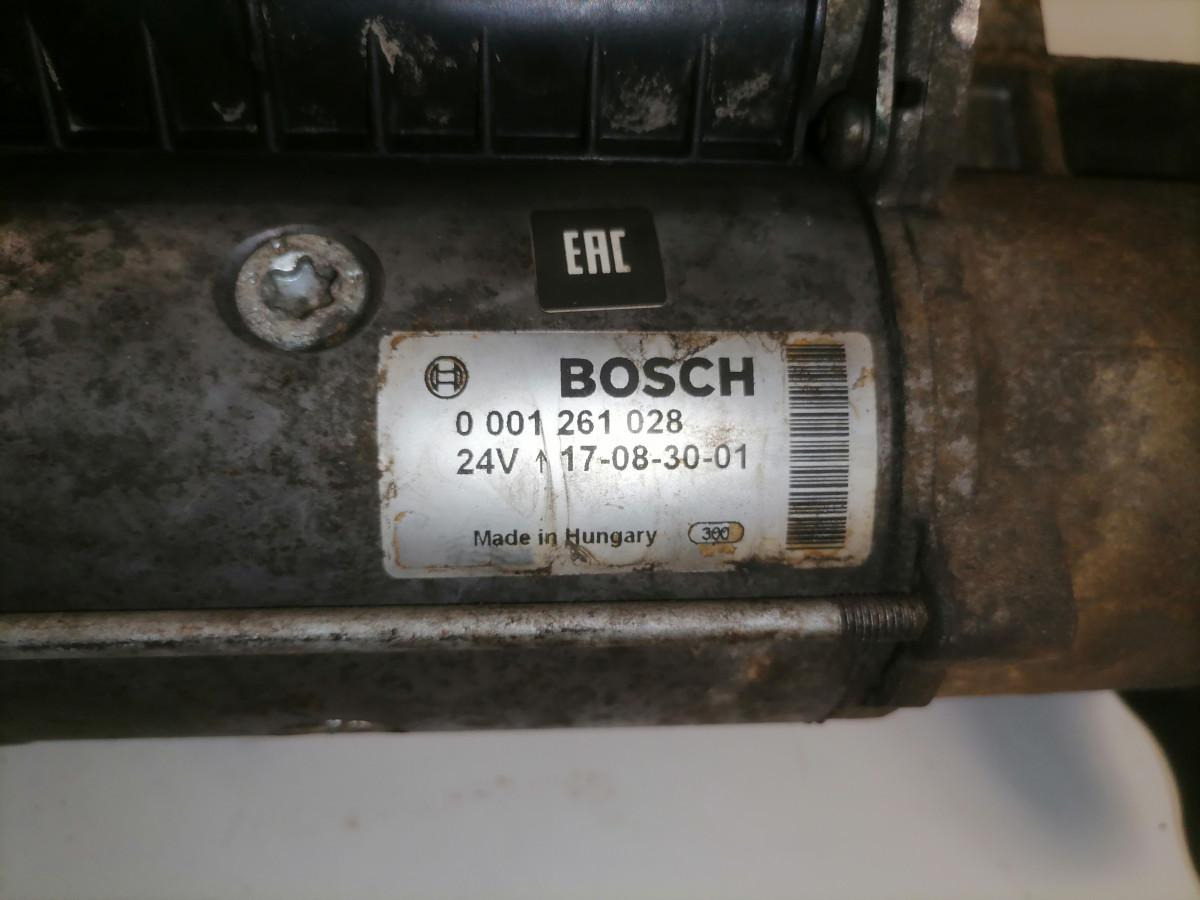 EAC
BOSCH
0 001 261 028
24V ↑ 17-08-30-01
Made in Hungary 300